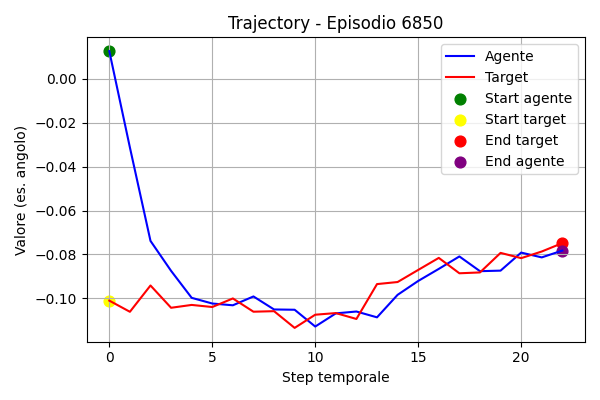 Trajectory - Episodio 6850
Agente
Target
Start agente
Start target
End target
End agente
Valore (es. angolo)
0.00
−0.02
−0.04
−0.06
−0.08
−0.10
0 5 10 15 20
Step temporale